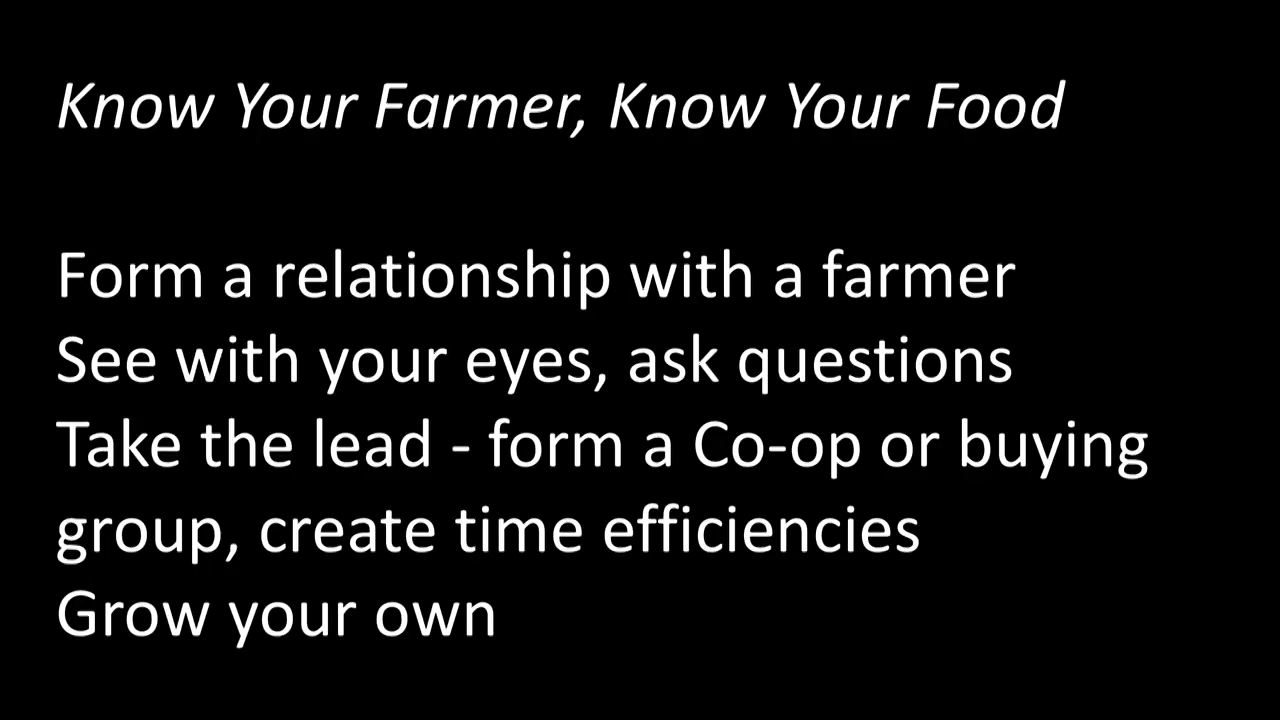 Know Your Farmer, Know Your Food
Form a relationship with a farmer
See with your eyes, ask questions
Take the lead - form a Co-op or buying
group, create time efficiencies
Grow your own